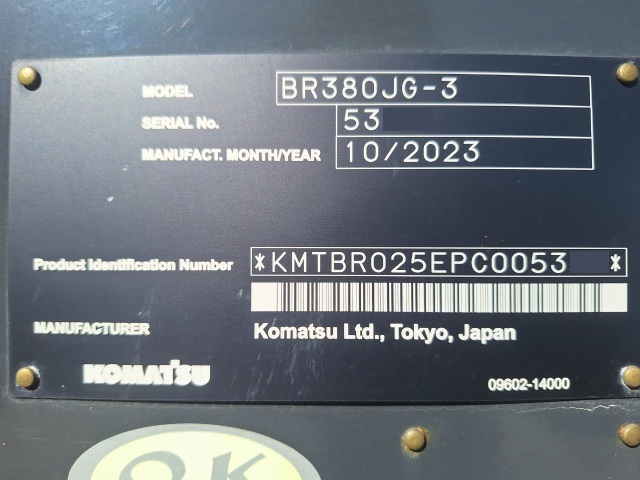 MODEL BR380JG-3
SERIAL No. 53
MANUFACT. MONTH/YEAR 10/2023
Product Identification Number *KMTBR025EPC0053 *
MANUFACTURER Komatsu Ltd., Tokyo, Japan
KOMATSU 09602-14000
OK